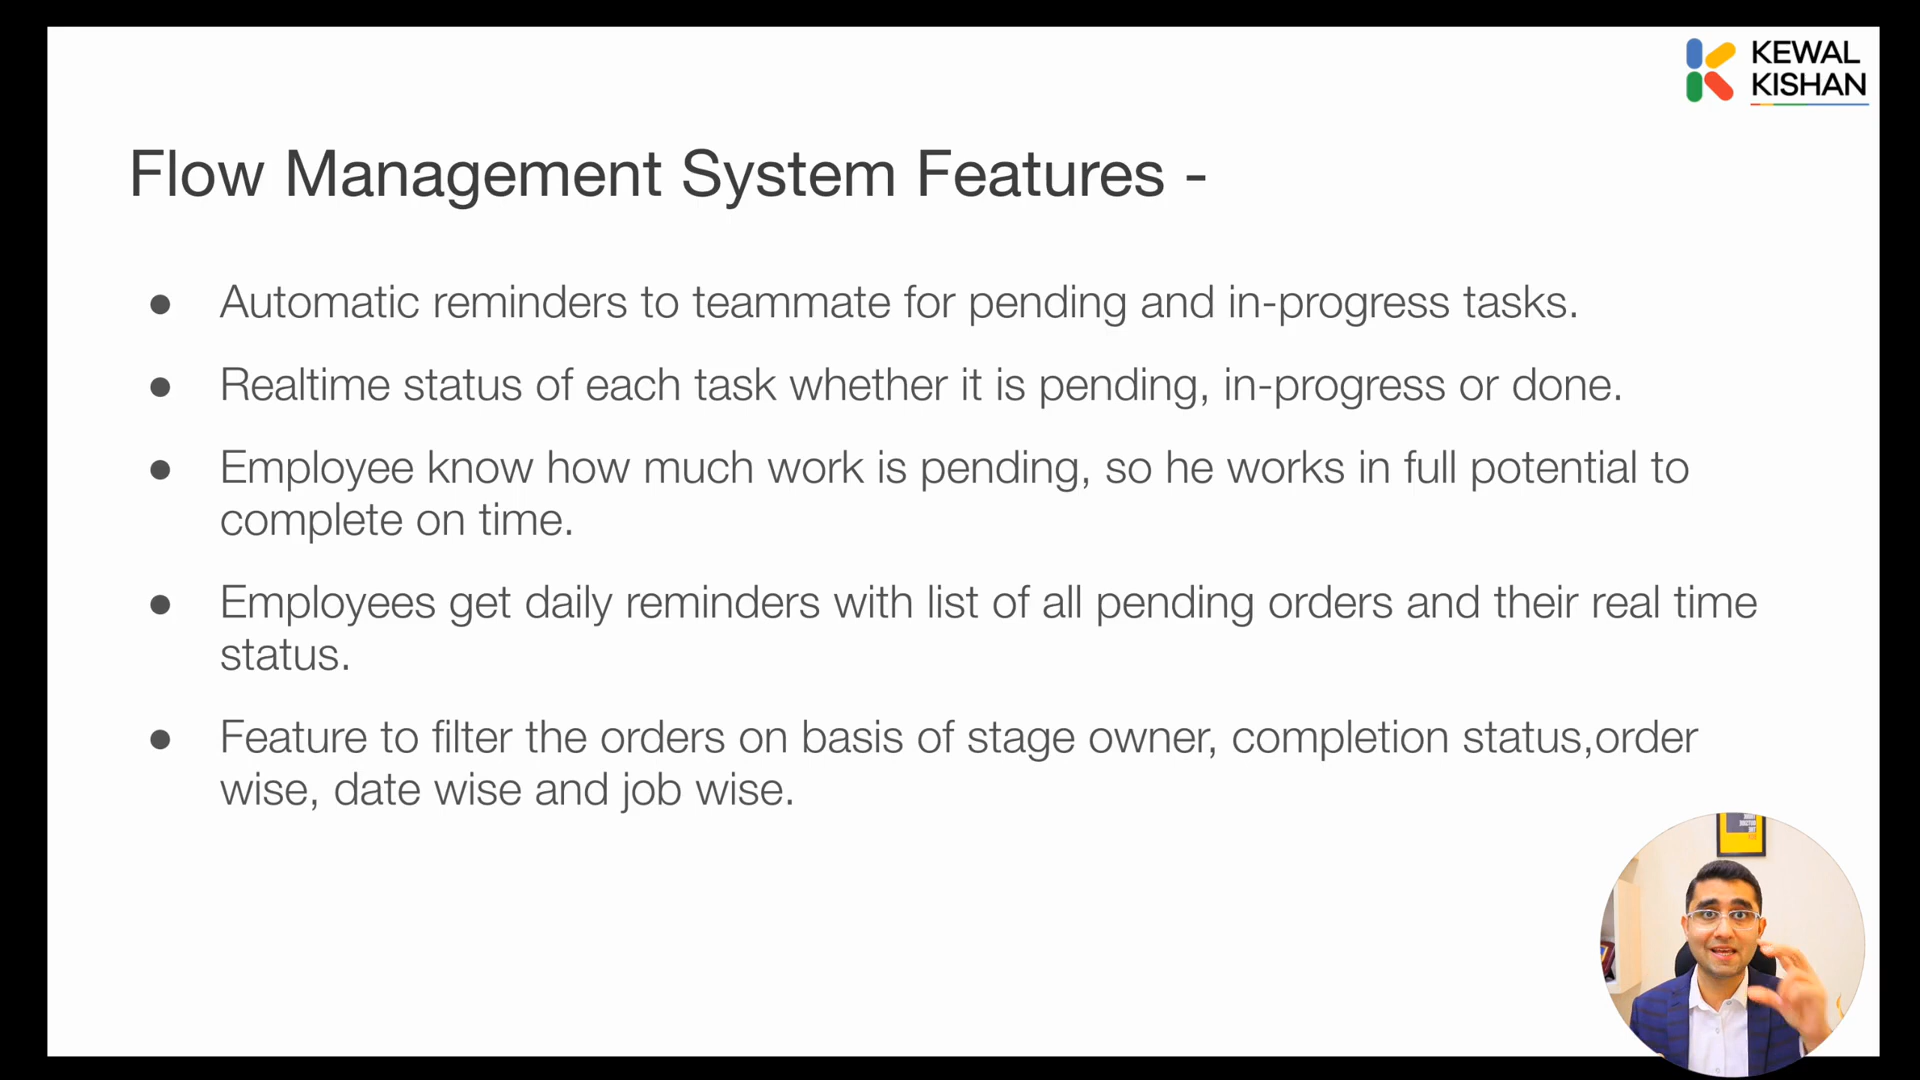 KEWAL
KISHAN
Flow Management System Features -
● Automatic reminders to teammate for pending and in-progress tasks.
● Realtime status of each task whether it is pending, in-progress or done.
● Employee know how much work is pending, so he works in full potential to
complete on time.
● Employees get daily reminders with list of all pending orders and their real time
status.
● Feature to filter the orders on basis of stage owner, completion status,order
wise, date wise and job wise.